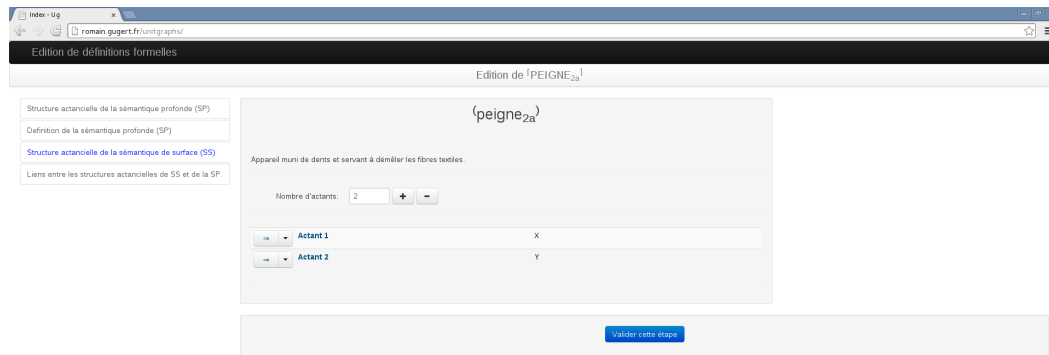 Index - Ug
romain.gugert.fr/unitgraphs/
Edition de définitions formelles
Edition de ⌈PEIGNE2a⌉
Structure actancielle de la sémantique profonde (SP)
Definition de la sémantique profonde (SP)
Structure actancielle de la sémantique de surface (SS)
Liens entre les structures actancielles de SS et de la SP.
(peigne2a)
Appareil muni de dents et servant à démêler les fibres textiles.
Nombre d'actants: 2 + -
⇒ Actant 1 X
⇒ Actant 2 Y
Valider cette étape